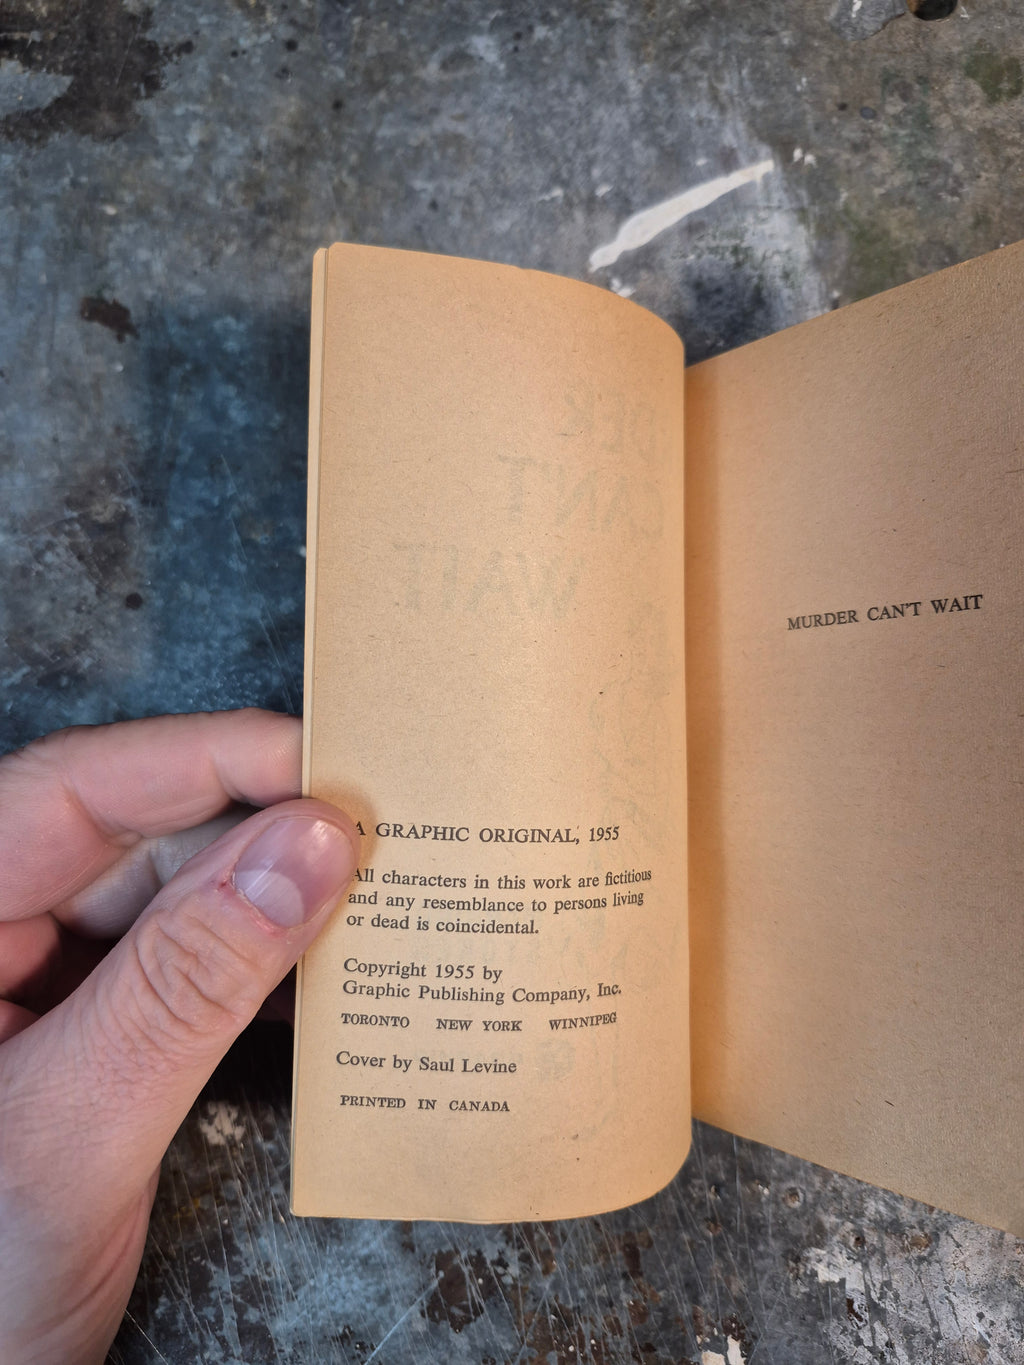 A GRAPHIC ORIGINAL, 1955
All characters in this work are fictitious
and any resemblance to persons living
or dead is coincidental.
Copyright 1955 by
Graphic Publishing Company, Inc.
TORONTO NEW YORK WINNIPEG
Cover by Saul Levine
PRINTED IN CANADA
MURDER CAN'T WAIT